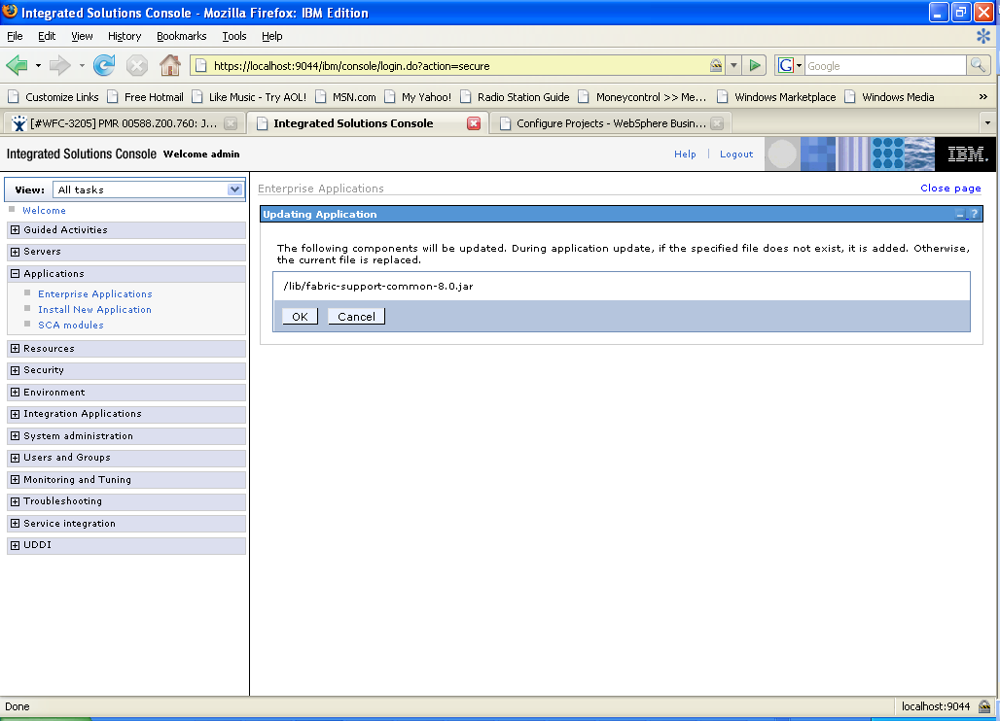 Integrated Solutions Console - Mozilla Firefox: IBM Edition
File Edit View History Bookmarks Tools Help
https://localhost:9044/ibm/console/login.do?action=secure
G Google
Customize Links Free Hotmail Like Music - Try AOL! MSN.com My Yahoo! Radio Station Guide Moneycontrol >> Me... Windows Marketplace Windows Media »
[#WFC-3205] PMR 00588.Z00.760: J... Integrated Solutions Console Configure Projects - WebSphere Busin...
Integrated Solutions Console Welcome admin Help Logout IBM.
View: All tasks
Welcome
Guided Activities
Servers
Applications
Enterprise Applications
Install New Application
SCA modules
Resources
Security
Environment
Integration Applications
System administration
Users and Groups
Monitoring and Tuning
Troubleshooting
Service integration
UDDI
Enterprise Applications Close page
Updating Application ?
The following components will be updated. During application update, if the specified file does not exist, it is added. Otherwise,
the current file is replaced.
/lib/fabric-support-common-8.0.jar
OK Cancel
Done localhost:9044